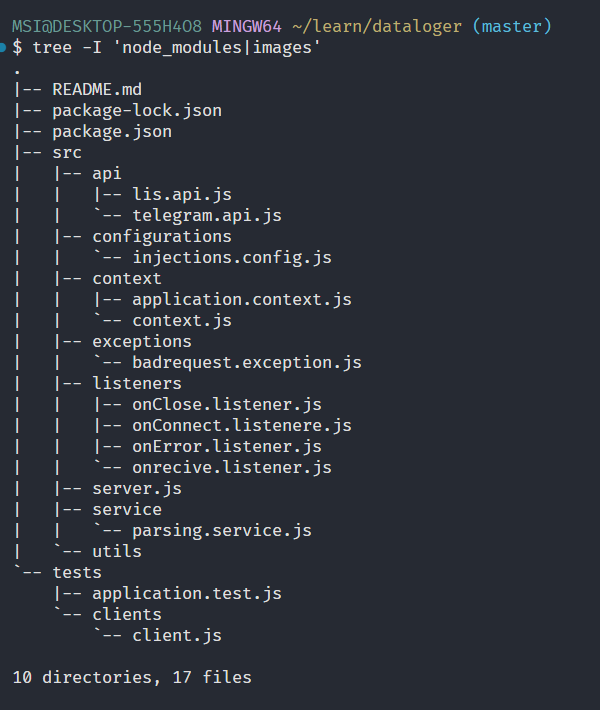 MSI@DESKTOP-555H4O8 MINGW64 ~/learn/dataloger (master)
$ tree -I 'node_modules|images'
.
|-- README.md
|-- package-lock.json
|-- package.json
|-- src
|   |-- api
|   |   |-- lis.api.js
|   |   `-- telegram.api.js
|   |-- configurations
|   |   `-- injections.config.js
|   |-- context
|   |   |-- application.context.js
|   |   `-- context.js
|   |-- exceptions
|   |   `-- badrequest.exception.js
|   |-- listeners
|   |   |-- onClose.listener.js
|   |   |-- onConnect.listenere.js
|   |   |-- onError.listener.js
|   |   `-- onrecive.listener.js
|   |-- server.js
|   |-- service
|   |   `-- parsing.service.js
|   `-- utils
`-- tests
    |-- application.test.js
    `-- clients
        `-- client.js

10 directories, 17 files